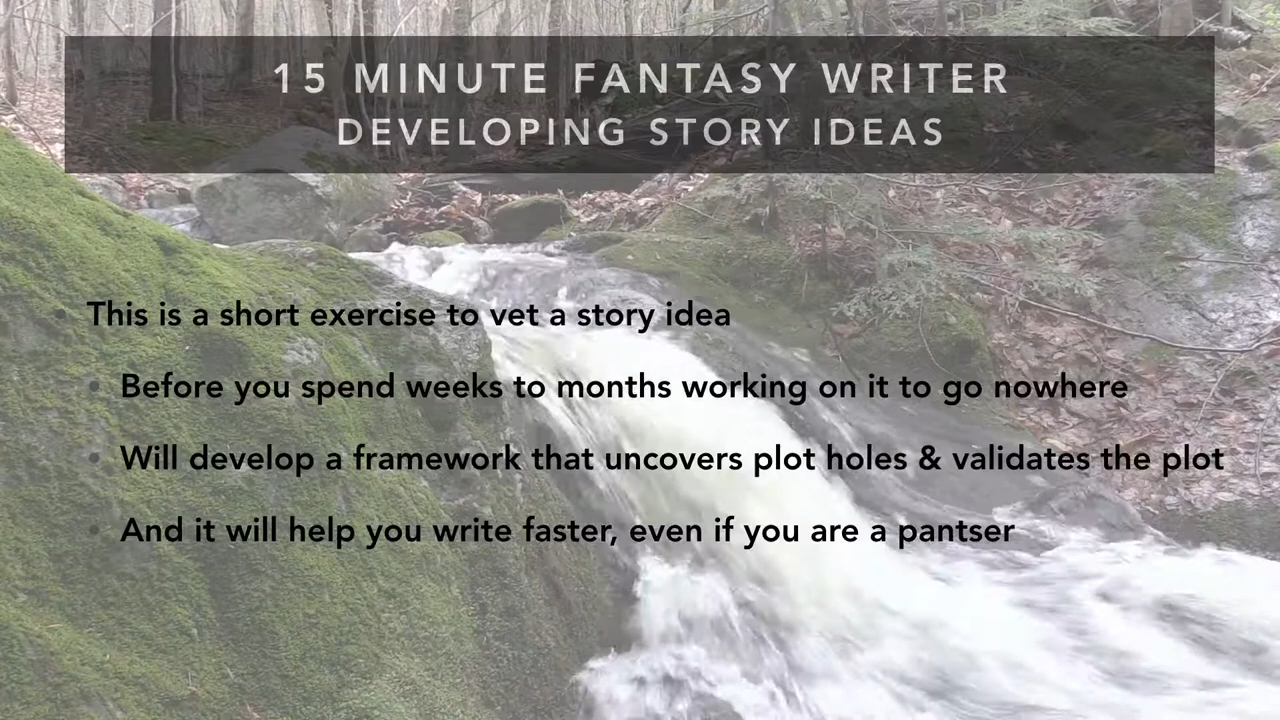 15 MINUTE FANTASY WRITER
DEVELOPING STORY IDEAS
This is a short exercise to vet a story idea
Before you spend weeks to months working on it to go nowhere
Will develop a framework that uncovers plot holes & validates the plot
And it will help you write faster, even if you are a pantser